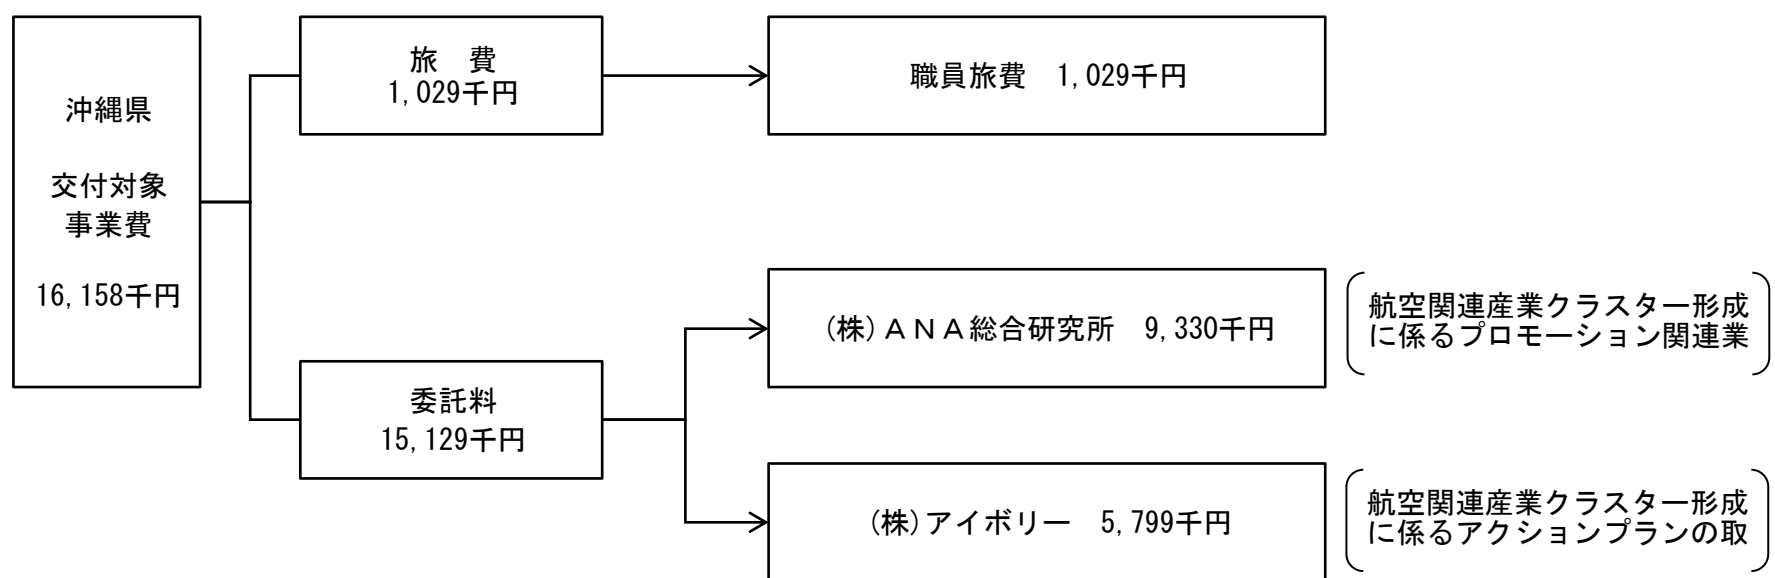 沖縄県
交付対象
事業費
16,158千円
旅　費
1,029千円
職員旅費　1,029千円
委託料
15,129千円
(株)ＡＮＡ総合研究所　9,330千円
航空関連産業クラスター形成
に係るプロモーション関連業
(株)アイボリー　5,799千円
航空関連産業クラスター形成
に係るアクションプランの取